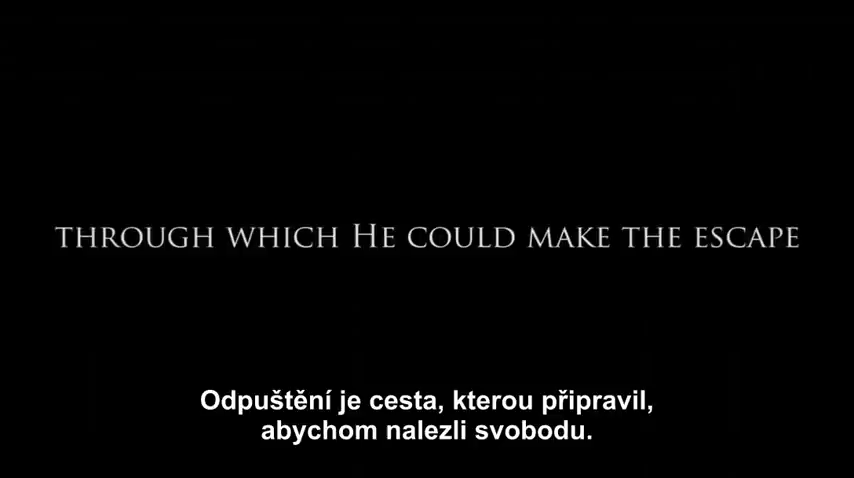 THROUGH WHICH HE COULD MAKE THE ESCAPE
Odpuštění je cesta, kterou připravil,
abychom nalezli svobodu.